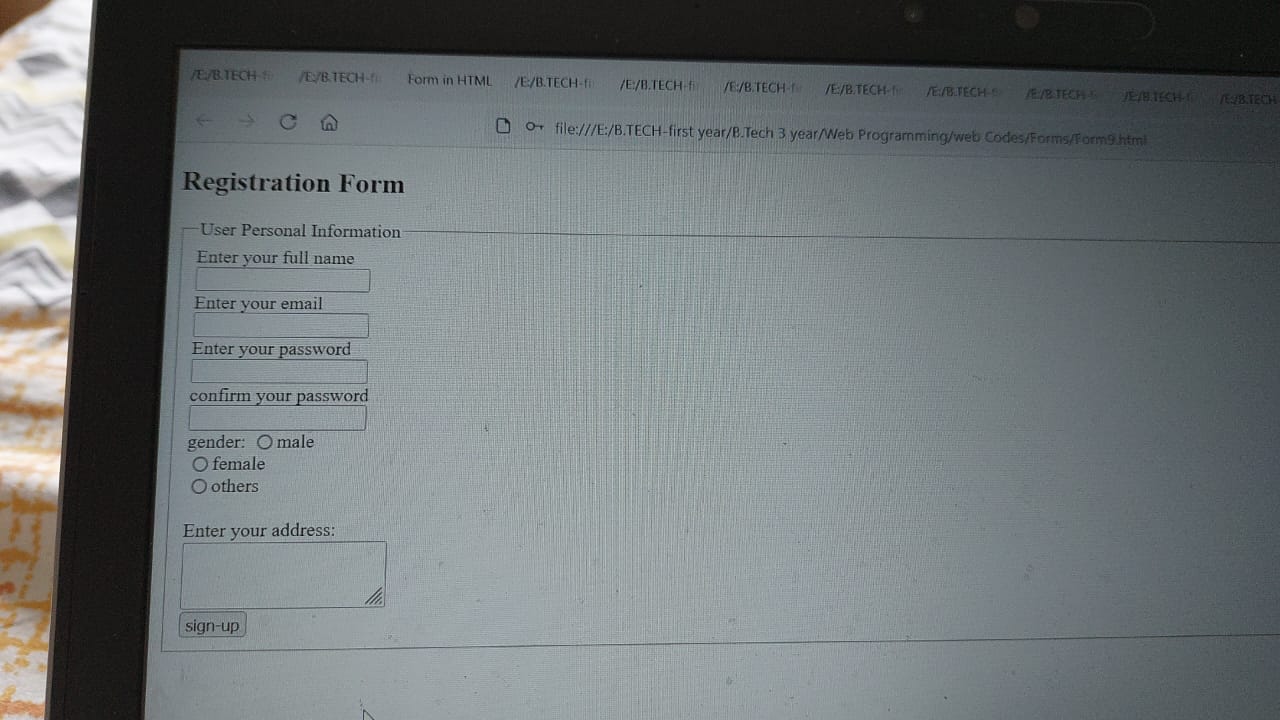 /E:/B.TECH-fi /E:/B.TECH-fi Form in HTML /E:/B.TECH-fi /E:/B.TECH-fi /E:/B.TECH-fi /E:/B.TECH-fi /E:/B.TECH-fi /E:/B.TECH-fi /E:/B.TECH-fi /E:/B.TECH
file:///E:/B.TECH-first year/B.Tech 3 year/Web Programming/web Codes/Forms/Form9.html
Registration Form
User Personal Information
Enter your full name
Enter your email
Enter your password
confirm your password
gender: male
female
others
Enter your address:
sign-up